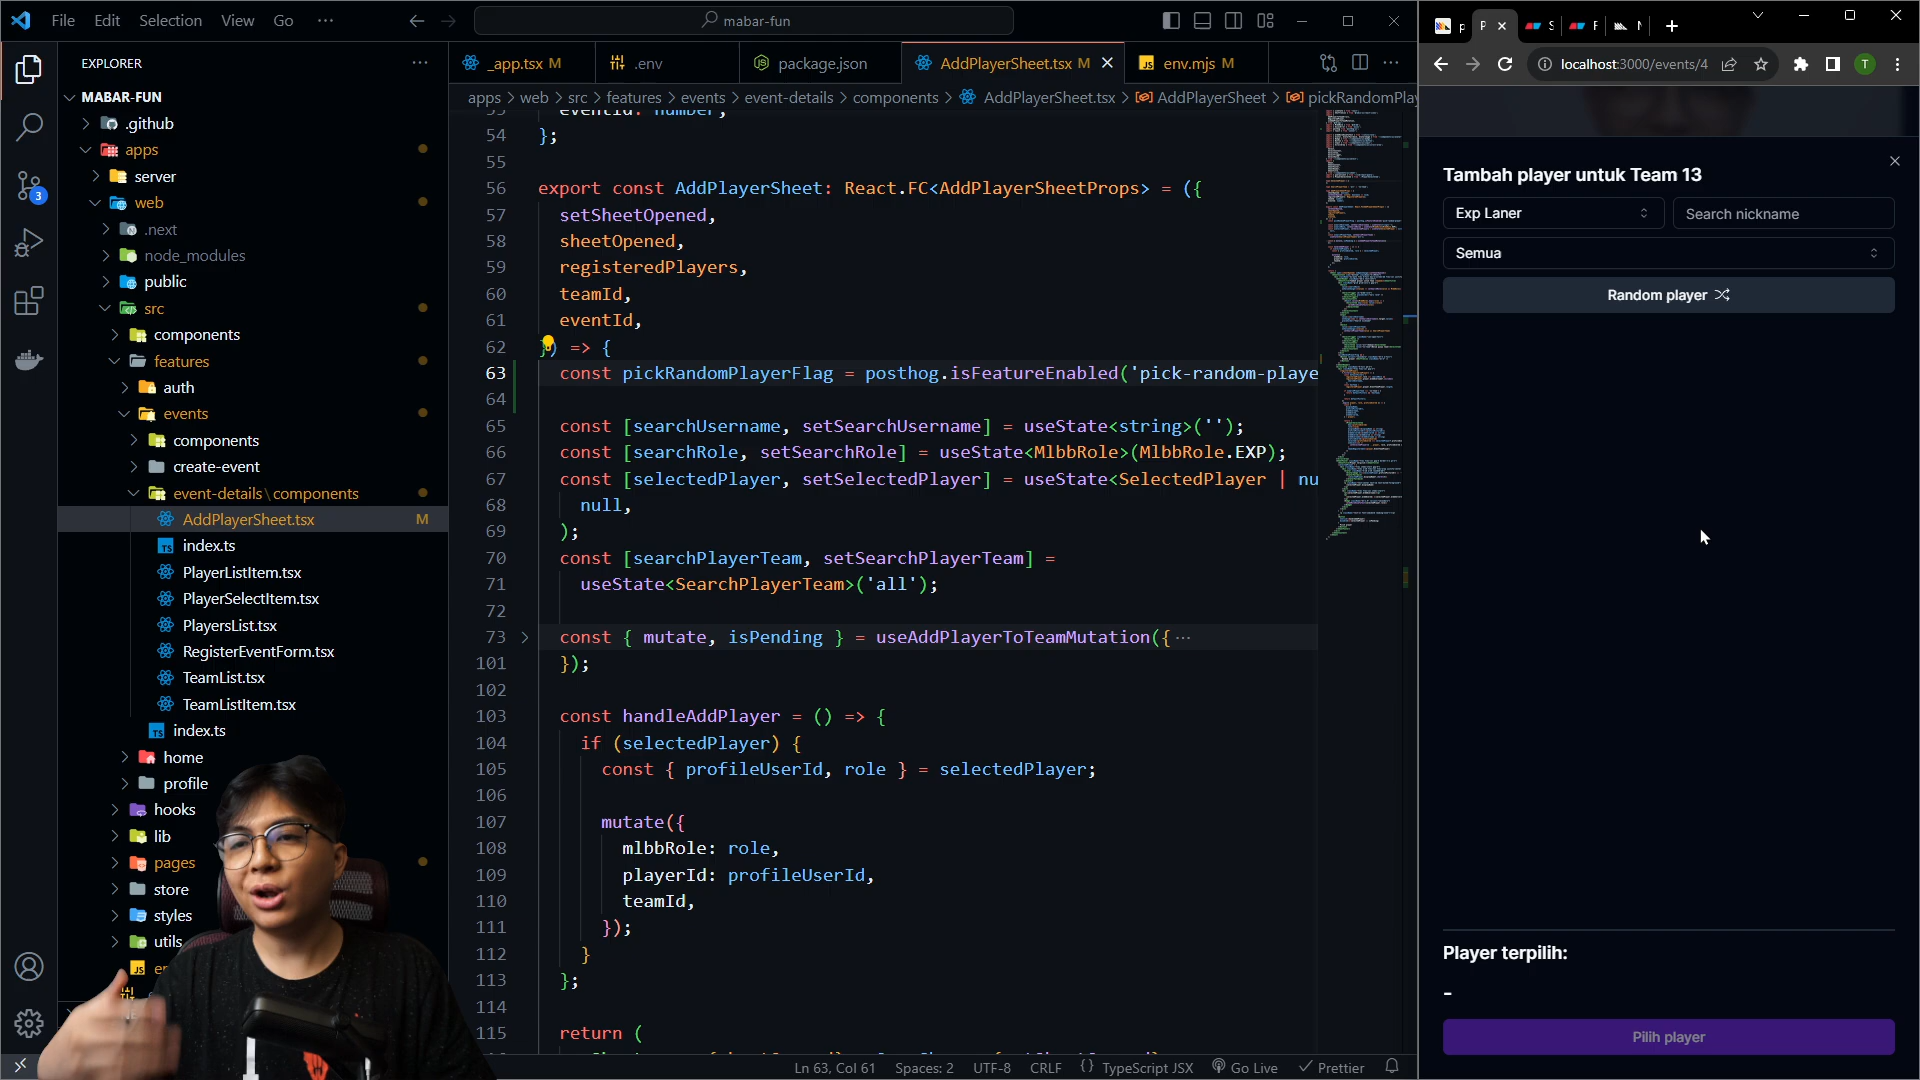 File Edit Selection View Go ···
mabar-fun
EXPLORER ···
MABAR-FUN
.github
apps
server
web
.next
node_modules
public
src
components
features
auth
events
components
create-event
event-details\components
AddPlayerSheet.tsx M
index.ts
PlayerListItem.tsx
PlayerSelectItem.tsx
PlayersList.tsx
RegisterEventForm.tsx
TeamList.tsx
TeamListItem.tsx
index.ts
home
profile
hooks
lib
pages
store
styles
utils
3
_app.tsx M
.env
package.json
AddPlayerSheet.tsx M
env.mjs M
apps > web > src > features > events > event-details > components > AddPlayerSheet.tsx > AddPlayerSheet > pickRandomPlay
54 };
55
56 export const AddPlayerSheet: React.FC<AddPlayerSheetProps> = ({
57 setSheetOpened,
58 sheetOpened,
59 registeredPlayers,
60 teamId,
61 eventId,
62 }) => {
63 const pickRandomPlayerFlag = posthog.isFeatureEnabled('pick-random-playe
64
65 const [searchUsername, setSearchUsername] = useState<string>('');
66 const [searchRole, setSearchRole] = useState<MlbbRole>(MlbbRole.EXP);
67 const [selectedPlayer, setSelectedPlayer] = useState<SelectedPlayer | nu
68 null,
69 );
70 const [searchPlayerTeam, setSearchPlayerTeam] =
71 useState<SearchPlayerTeam>('all');
72
73 const { mutate, isPending } = useAddPlayerToTeamMutation({ ···
101 });
102
103 const handleAddPlayer = () => {
104 if (selectedPlayer) {
105 const { profileUserId, role } = selectedPlayer;
106
107 mutate({
108 mlbbRole: role,
109 playerId: profileUserId,
110 teamId,
111 });
112 }
113 };
114
115 return (
Ln 63, Col 61 Spaces: 2 UTF-8 CRLF {} TypeScript JSX Go Live Prettier
localhost:3000/events/4
T
Tambah player untuk Team 13
Exp Laner
Search nickname
Semua
Random player
Player terpilih:
-
Pilih player